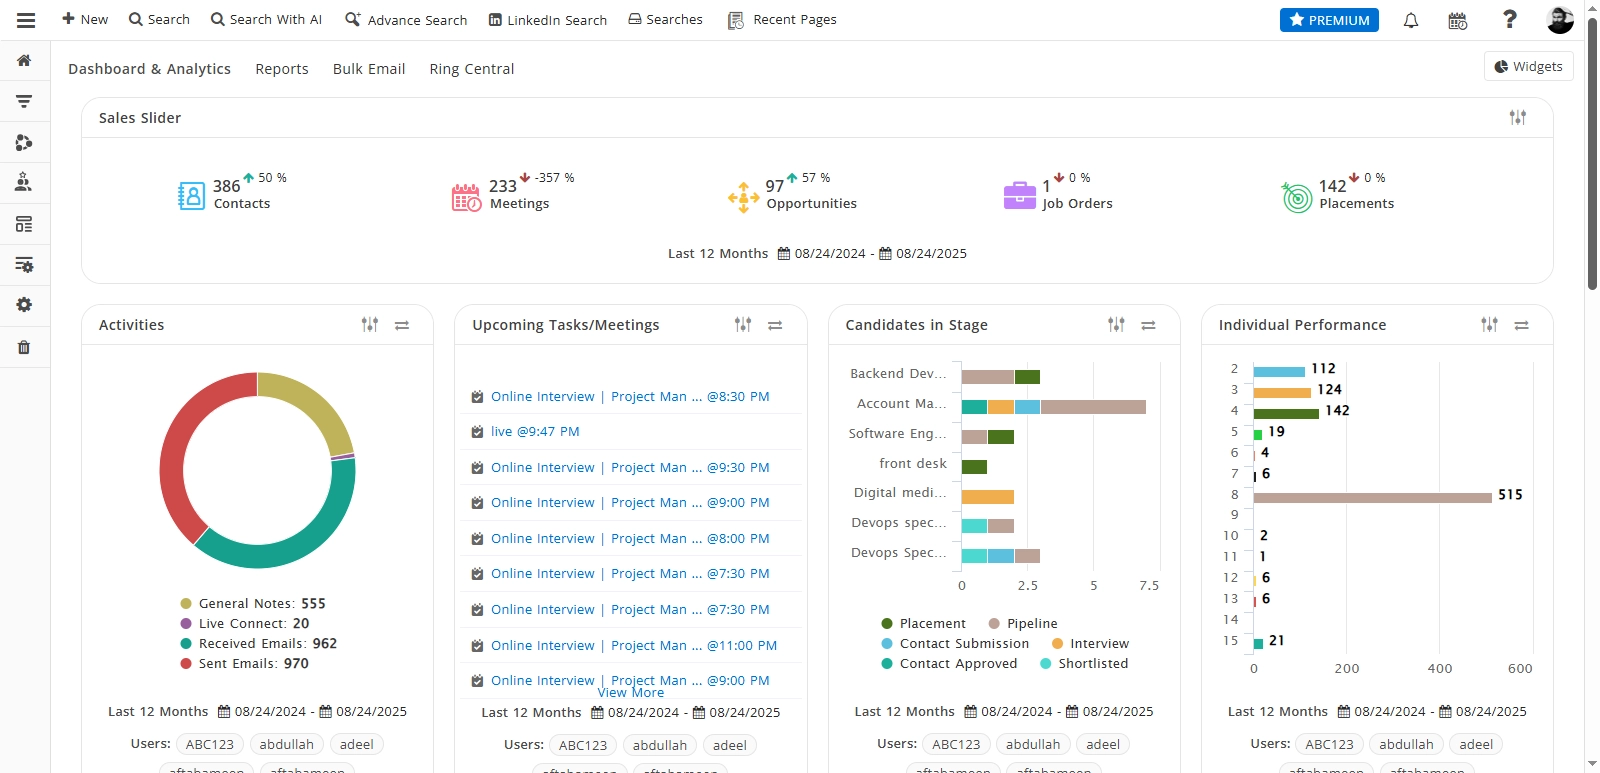 New Search Search With AI Advance Search LinkedIn Search Searches Recent Pages PREMIUM ?
Dashboard & Analytics Reports Bulk Email Ring Central Widgets
Sales Slider
386 50 % Contacts
233 -357 % Meetings
97 57 % Opportunities
1 0 % Job Orders
142 0 % Placements
Last 12 Months 08/24/2024 - 08/24/2025
Activities
General Notes: 555
Live Connect: 20
Received Emails: 962
Sent Emails: 970
Last 12 Months 08/24/2024 - 08/24/2025
Users: ABC123 abdullah adeel
aftabameen aftabameen
Upcoming Tasks/Meetings
Online Interview | Project Man ... @8:30 PM
live @9:47 PM
Online Interview | Project Man ... @9:30 PM
Online Interview | Project Man ... @9:00 PM
Online Interview | Project Man ... @8:00 PM
Online Interview | Project Man ... @7:30 PM
Online Interview | Project Man ... @7:30 PM
Online Interview | Project Man ... @11:00 PM
Online Interview | Project Man ... @9:00 PM
View More
Last 12 Months 08/24/2024 - 08/24/2025
Users: ABC123 abdullah adeel
aftabameen aftabameen
Candidates in Stage
Backend Dev...
Account Ma...
Software Eng...
front desk
Digital medi...
Devops spec...
Devops Spec...
0 2.5 5 7.5
Placement Pipeline
Contact Submission Interview
Contact Approved Shortlisted
Last 12 Months 08/24/2024 - 08/24/2025
Users: ABC123 abdullah adeel
aftabameen aftabameen
Individual Performance
2 112
3 124
4 142
5 19
6 4
7 6
8 515
9
10 2
11 1
12 6
13 6
14
15 21
0 200 400 600
Last 12 Months 08/24/2024 - 08/24/2025
Users: ABC123 abdullah adeel
aftabameen aftabameen